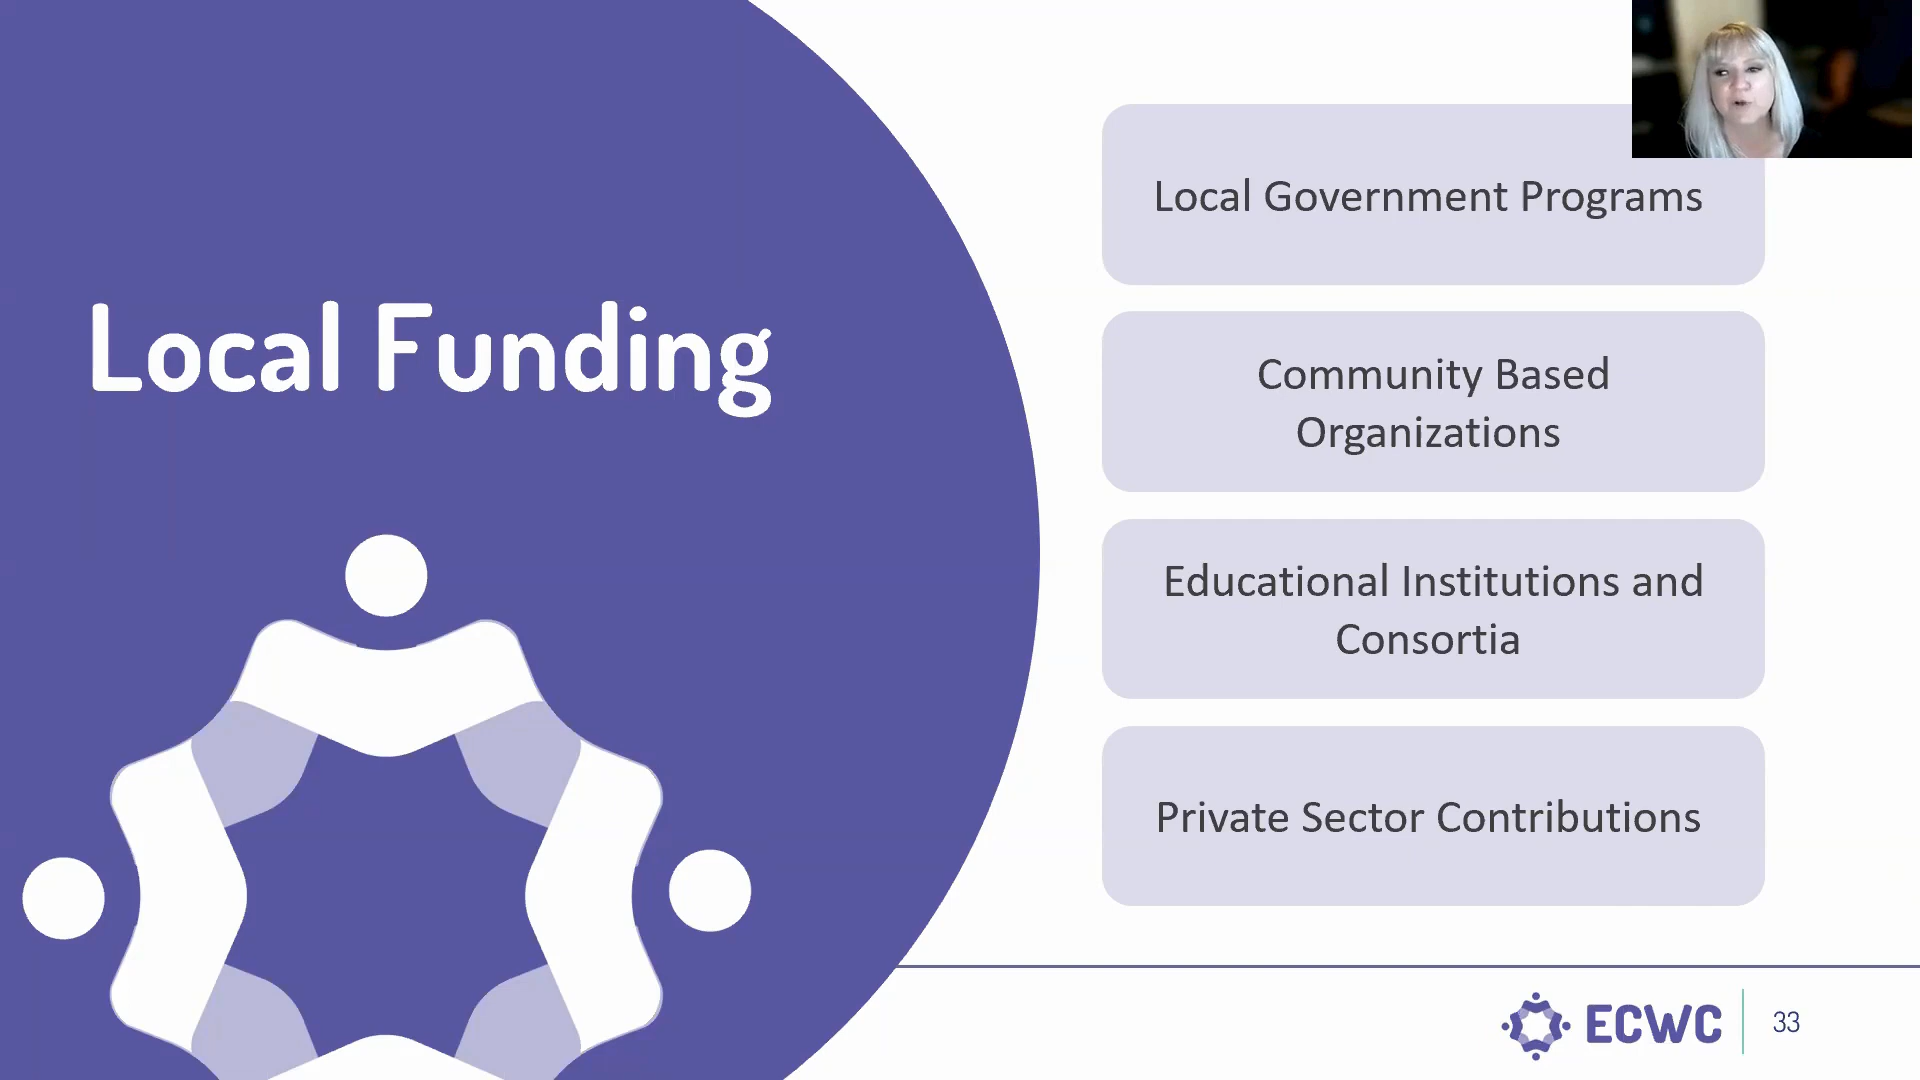 Local Funding
Local Government Programs
Community Based
Organizations
Educational Institutions and
Consortia
Private Sector Contributions
ECWC
33